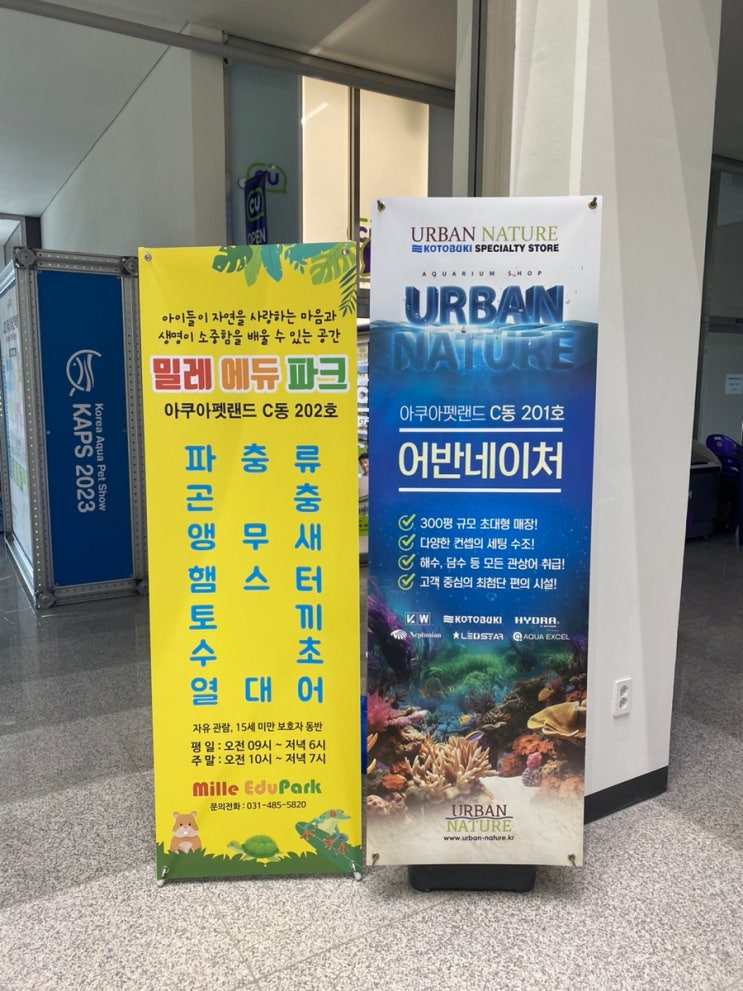 아이들이 자연을 사랑하는 마음과
생명이 소중함을 배울 수 있는 공간
밀레 에듀 파크
아쿠아펫랜드 C동 202호
파충류
곤충
앵무새
햄스터
토끼
수초
열대어
자유 관람, 15세 미만 보호자 동반
평일 : 오전 09시 ~ 저녁 6시
주말 : 오전 10시 ~ 저녁 7시
Mille EduPark
문의전화 : 031-485-5820
URBAN NATURE
KOTOBUKI SPECIALTY STORE
AQUARIUM SHOP
URBAN
NATURE
아쿠아펫랜드 C동 201호
어반네이처
300평 규모 초대형 매장!
다양한 컨셉의 세팅 수조!
해수, 담수 등 모든 관상어 취급!
고객 중심의 최첨단 편의 시설!
KOTOBUKI HYDRA
Neptunian LEDSTAR AQUA EXCEL
URBAN
NATURE
www.urban-nature.kr
Korea Aqua Pet Show
KAPS 2023
CU
CU
OPEN